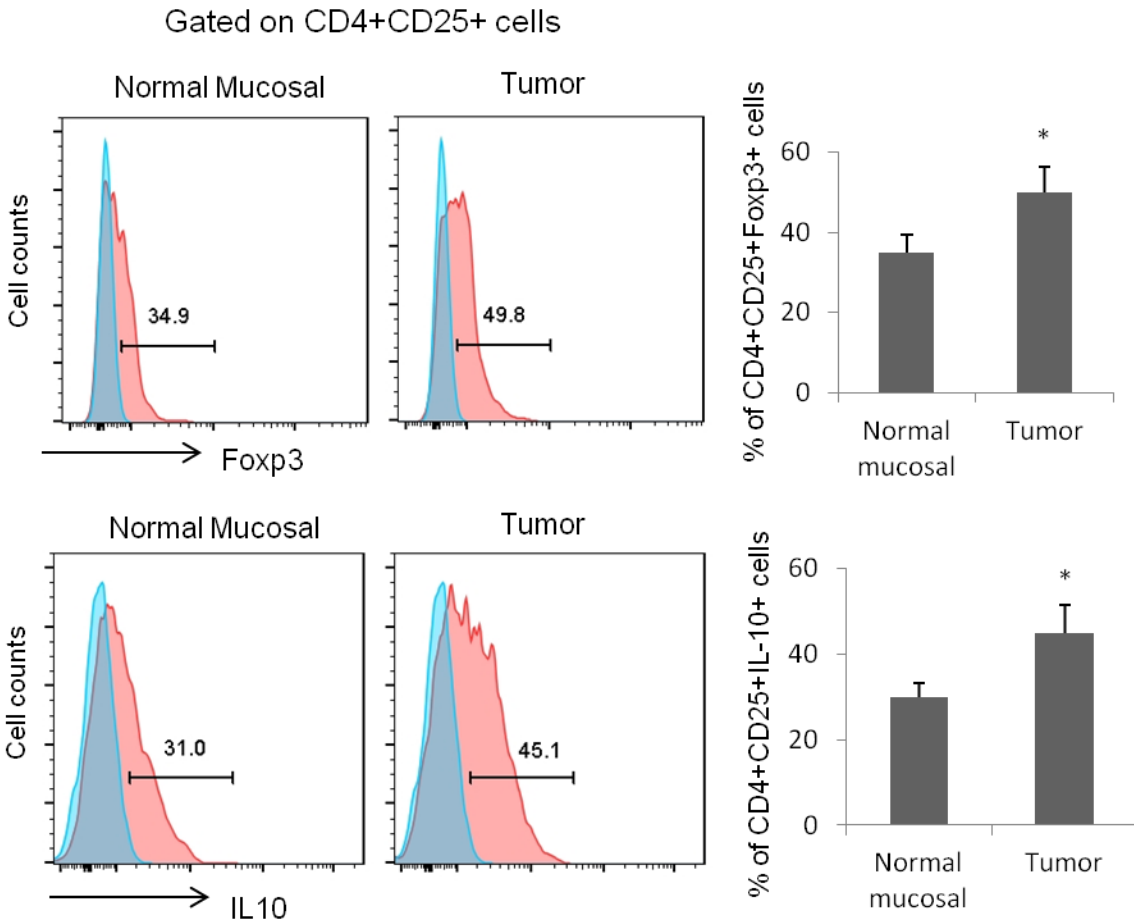 Gated on CD4+CD25+ cells
Normal Mucosal
Tumor
Cell counts
34.9
49.8
Foxp3
% of CD4+CD25+Foxp3+ cells
60
40
20
0
*
Normal
mucosal
Tumor
Normal Mucosal
Tumor
Cell counts
31.0
45.1
IL10
% of CD4+CD25+IL-10+ cells
60
40
20
0
*
Normal
mucosal
Tumor